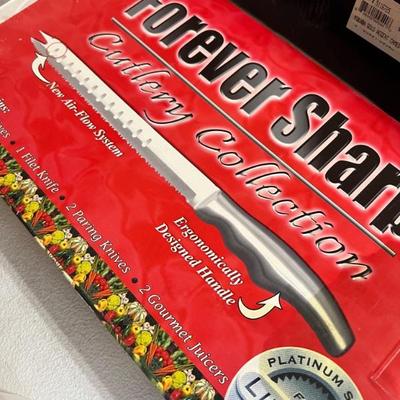 Forever Sharp
Cutlery Collection
New Air-Flow System
Ergonomically
Designed Handle
1 Filet Knife • 2 Paring Knives • 2 Gourmet Juicers
PLATINUM S